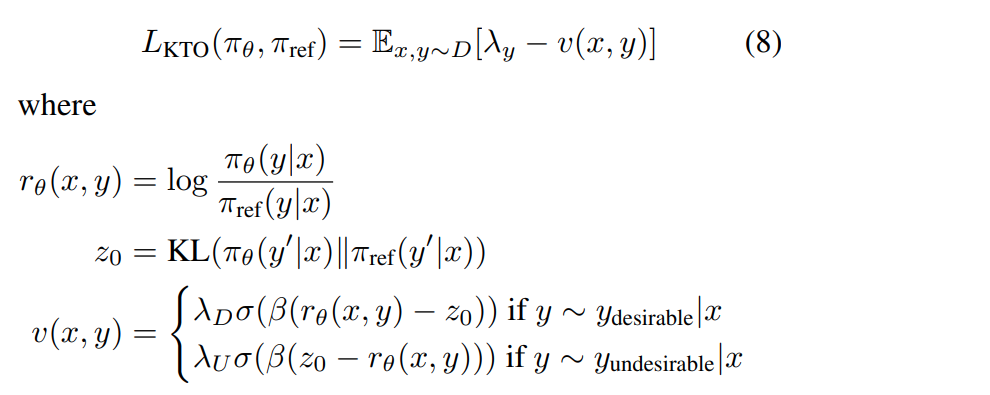 L_KTO(π_θ, π_ref) = 𝔼_{x,y∼D}[λ_y − v(x, y)] (8)
where
r_θ(x, y) = log π_θ(y|x) / π_ref(y|x)
z_0 = KL(π_θ(y′|x)‖π_ref(y′|x))
v(x, y) = { λ_D σ(β(r_θ(x, y) − z_0)) if y ∼ y_desirable|x
λ_U σ(β(z_0 − r_θ(x, y))) if y ∼ y_undesirable|x